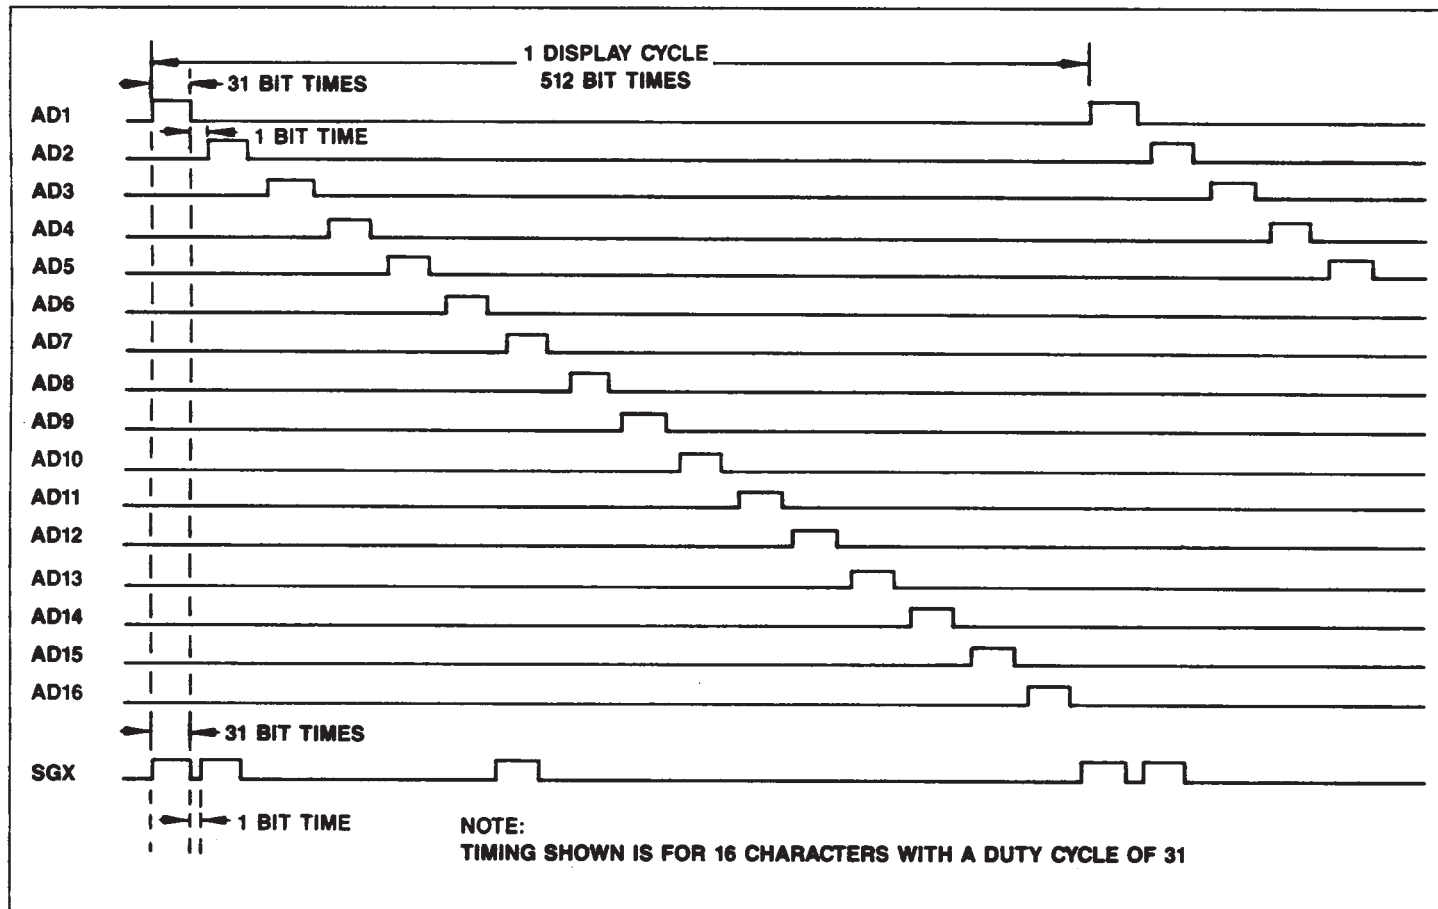 1 DISPLAY CYCLE
512 BIT TIMES
31 BIT TIMES
AD1
1 BIT TIME
AD2
AD3
AD4
AD5
AD6
AD7
AD8
AD9
AD10
AD11
AD12
AD13
AD14
AD15
AD16
31 BIT TIMES
SGX
1 BIT TIME
NOTE:
TIMING SHOWN IS FOR 16 CHARACTERS WITH A DUTY CYCLE OF 31